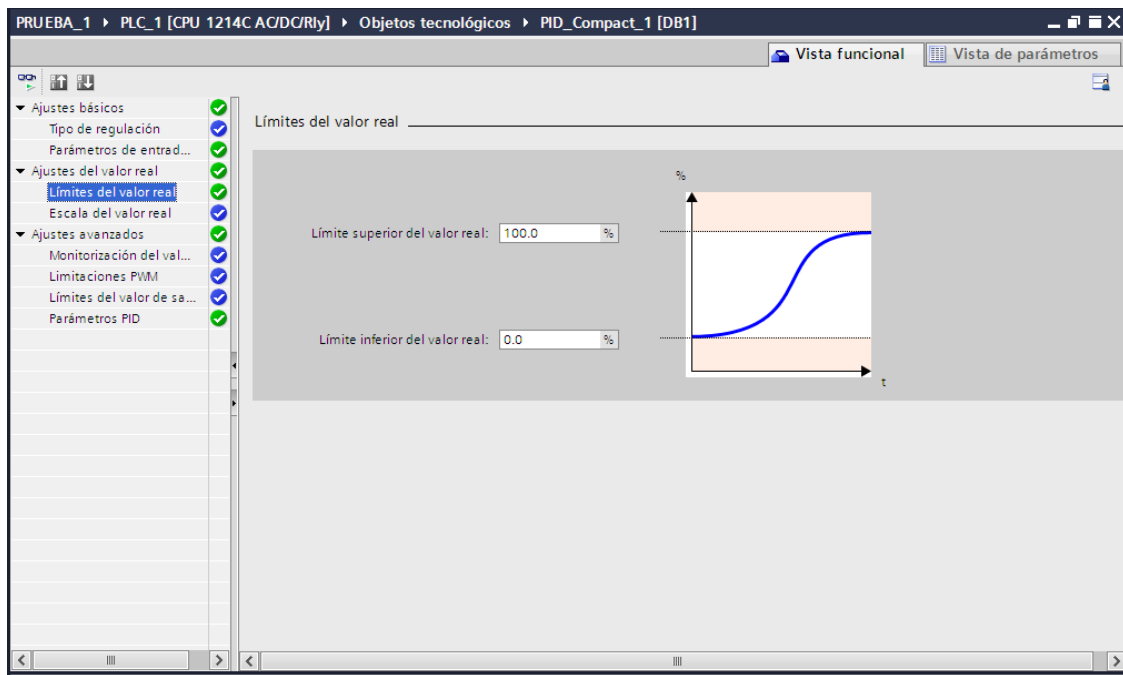 PRUEBA_1 ▸ PLC_1 [CPU 1214C AC/DC/Rly] ▸ Objetos tecnológicos ▸ PID_Compact_1 [DB1]
Vista funcional
Vista de parámetros
Ajustes básicos
Tipo de regulación
Parámetros de entrad...
Ajustes del valor real
Límites del valor real
Escala del valor real
Ajustes avanzados
Monitorización del val...
Limitaciones PWM
Límites del valor de sa...
Parámetros PID
Límites del valor real
%
Límite superior del valor real: 100.0 %
Límite inferior del valor real: 0.0 %
t